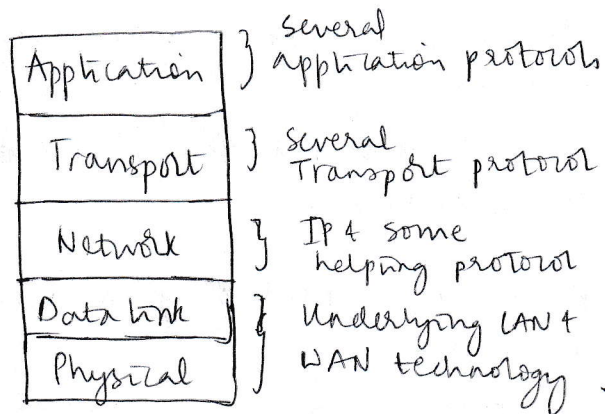 Application } several
application protocols
Transport } several
Transport protocol
Network } IP & some
helping protocol
Data link } Underlying LAN &
Physical WAN technology.